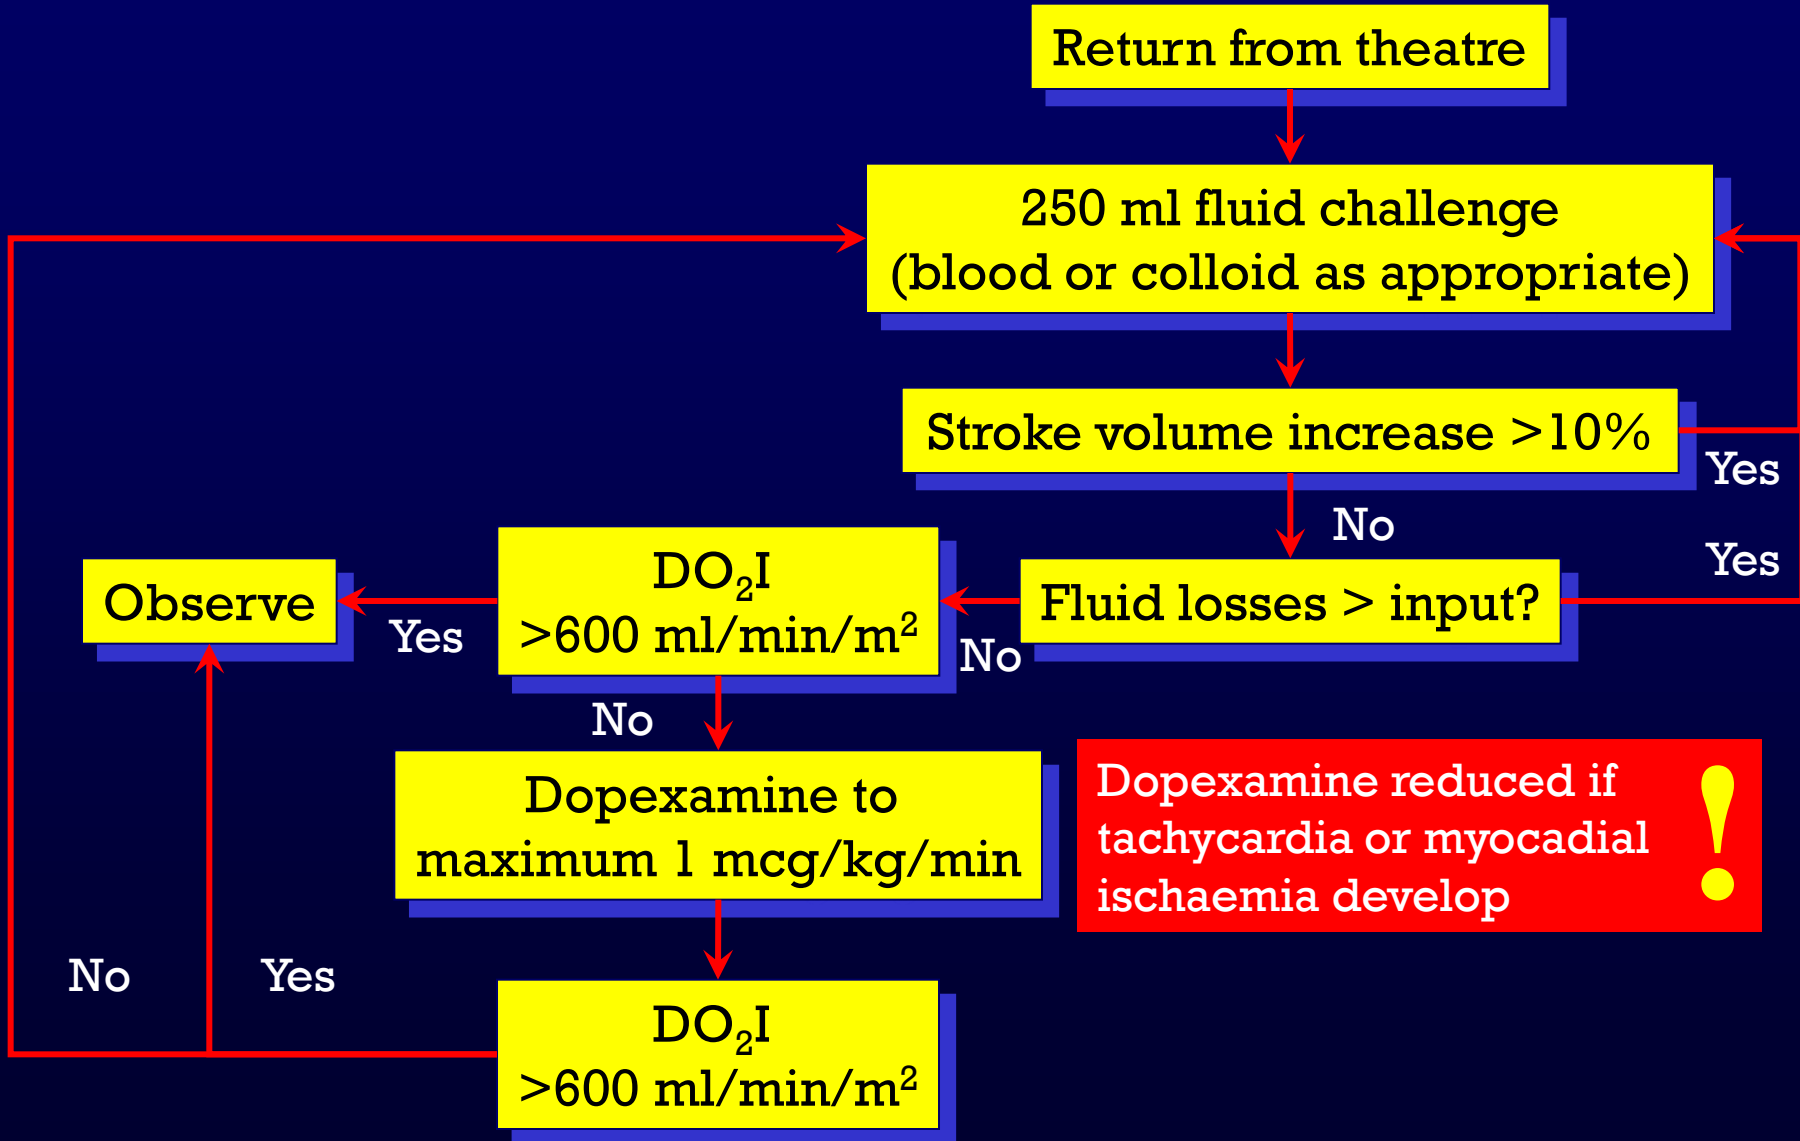 Return from theatre
250 ml fluid challenge
(blood or colloid as appropriate)
Stroke volume increase >10%
Yes
No
Yes
Fluid losses > input?
No
DO₂I
>600 ml/min/m²
Yes
Observe
No
Dopexamine to
maximum 1 mcg/kg/min
Dopexamine reduced if
tachycardia or myocadial
ischaemia develop
!
No
Yes
DO₂I
>600 ml/min/m²